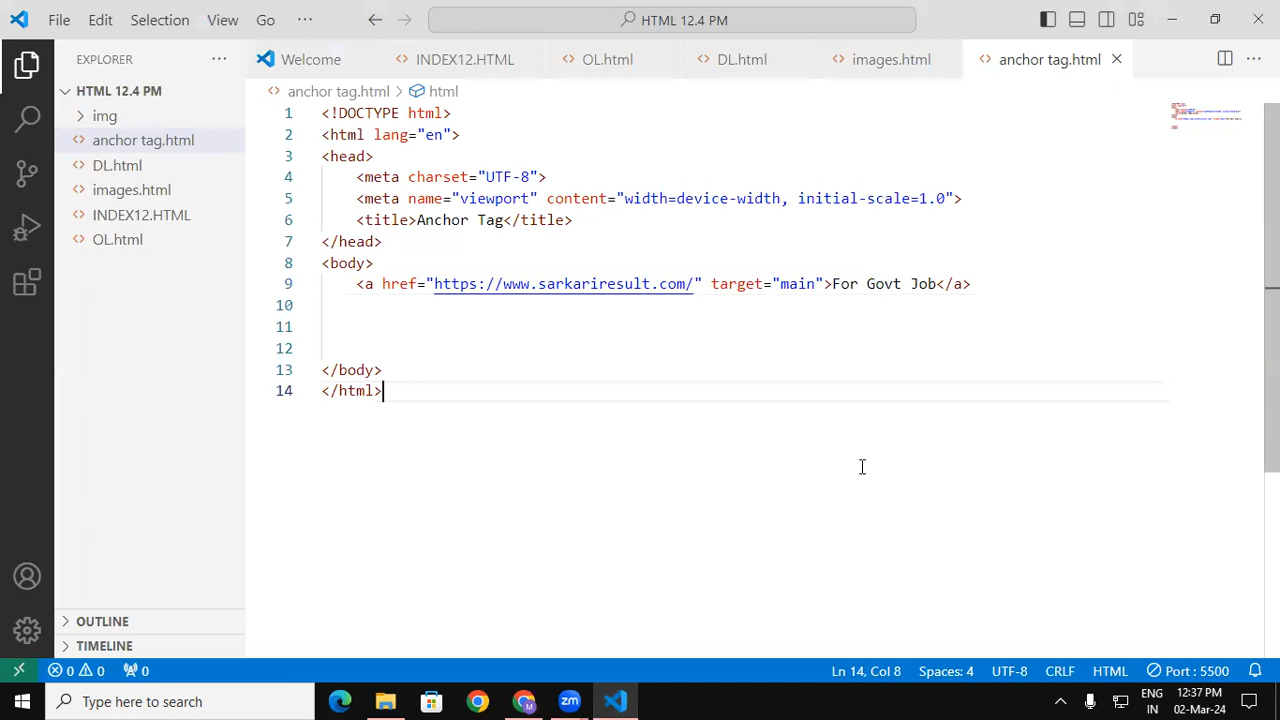 File Edit Selection View Go ··· HTML 12.4 PM
EXPLORER ···
Welcome INDEX12.HTML OL.html DL.html images.html anchor tag.html
HTML 12.4 PM
img
anchor tag.html
DL.html
images.html
INDEX12.HTML
OL.html
OUTLINE
TIMELINE
anchor tag.html > html
1 <!DOCTYPE html>
2 <html lang="en">
3 <head>
4 <meta charset="UTF-8">
5 <meta name="viewport" content="width=device-width, initial-scale=1.0">
6 <title>Anchor Tag</title>
7 </head>
8 <body>
9 <a href="https://www.sarkariresult.com/" target="main">For Govt Job</a>
10
11
12
13 </body>
14 </html>
0 0 0 Ln 14, Col 8 Spaces: 4 UTF-8 CRLF HTML Port : 5500
Type here to search zm M ENG IN 12:37 PM 02-Mar-24